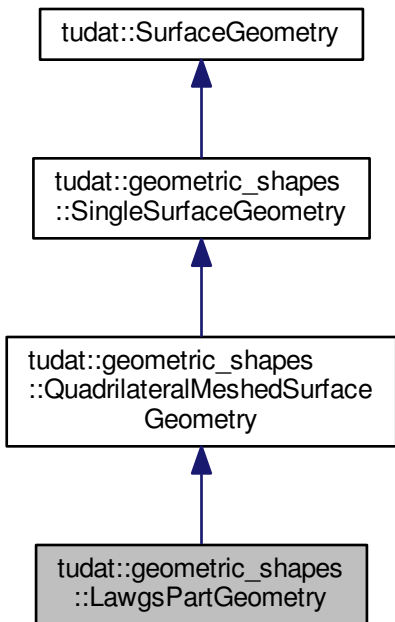 tudat::SurfaceGeometry
tudat::geometric_shapes
::SingleSurfaceGeometry
tudat::geometric_shapes
::QuadrilateralMeshedSurface
Geometry
tudat::geometric_shapes
::LawgsPartGeometry